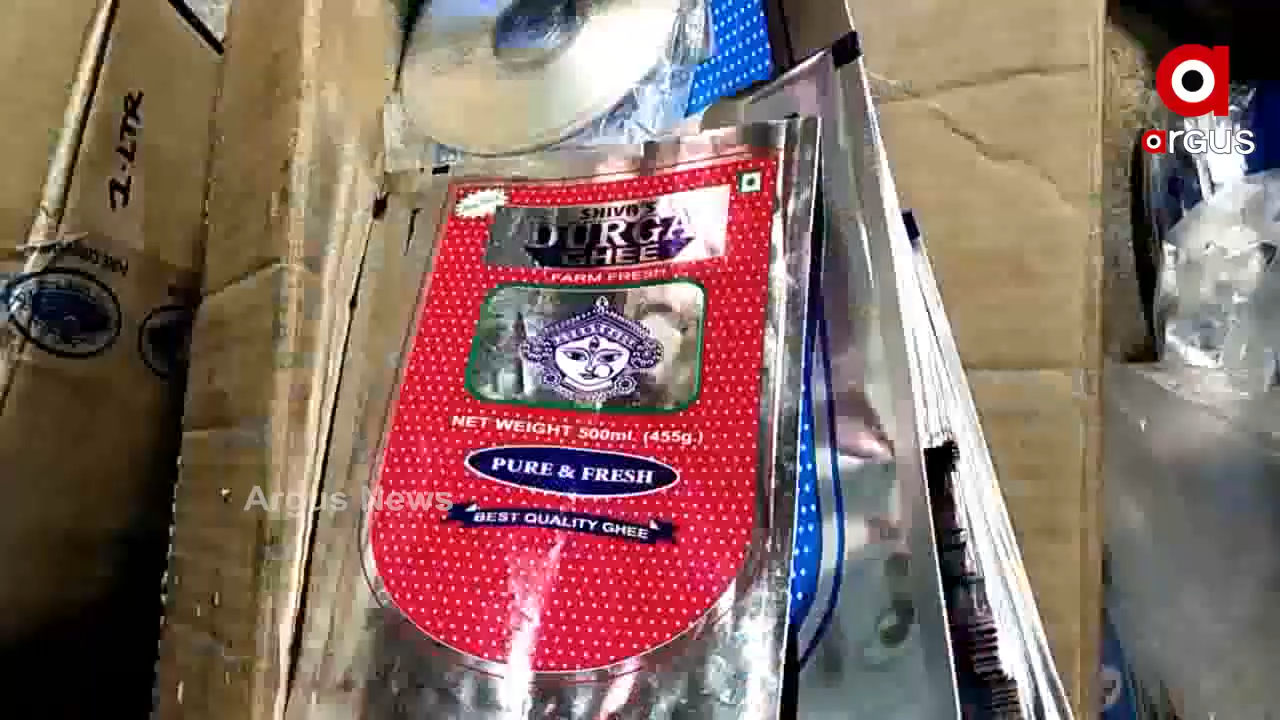 1.LTR
argus
SHIVA'S
DURGA
GHEE
FARM FRESH
NET WEIGHT 500ml. (455g.)
PURE & FRESH
Argus News
BEST QUALITY GHEE